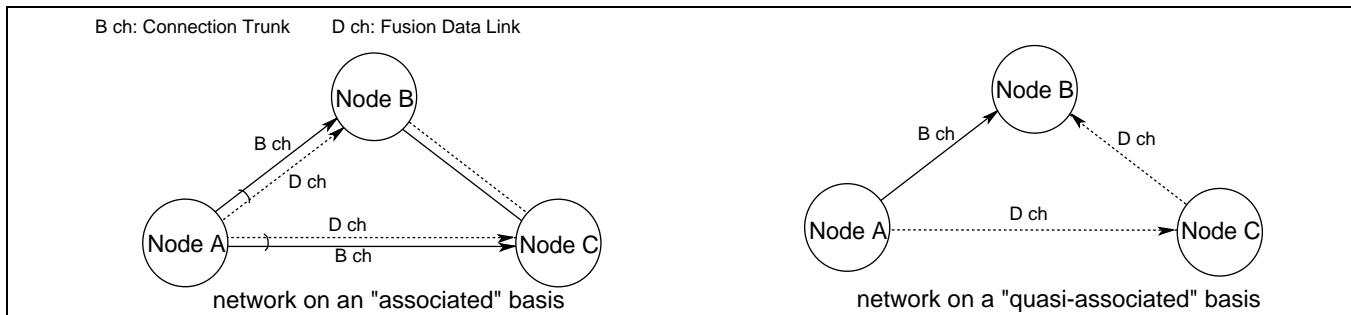 B ch: Connection Trunk D ch: Fusion Data Link
Node B
B ch
D ch
Node A
D ch
B ch
Node C
network on an "associated" basis
Node B
B ch
D ch
Node A
D ch
Node C
network on a "quasi-associated" basis